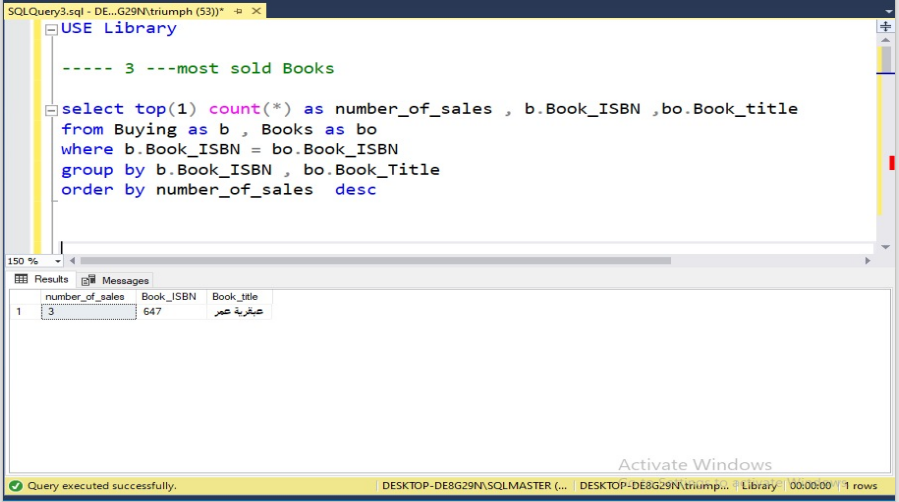 SQLQuery3.sql - DE...G29N\triumph (53))*
USE Library
----- 3 ---most sold Books
select top(1) count(*) as number_of_sales , b.Book_ISBN ,bo.Book_title
from Buying as b , Books as bo
where b.Book_ISBN = bo.Book_ISBN
group by b.Book_ISBN , bo.Book_Title
order by number_of_sales  desc
150 %
Results Messages
number_of_sales Book_ISBN Book_title
1 3 647 عبقرية عمر
Activate Windows
Query executed successfully. DESKTOP-DE8G29N\SQLMASTER (... DESKTOP-DE8G29N\triump... Library 00:00:00 1 rows